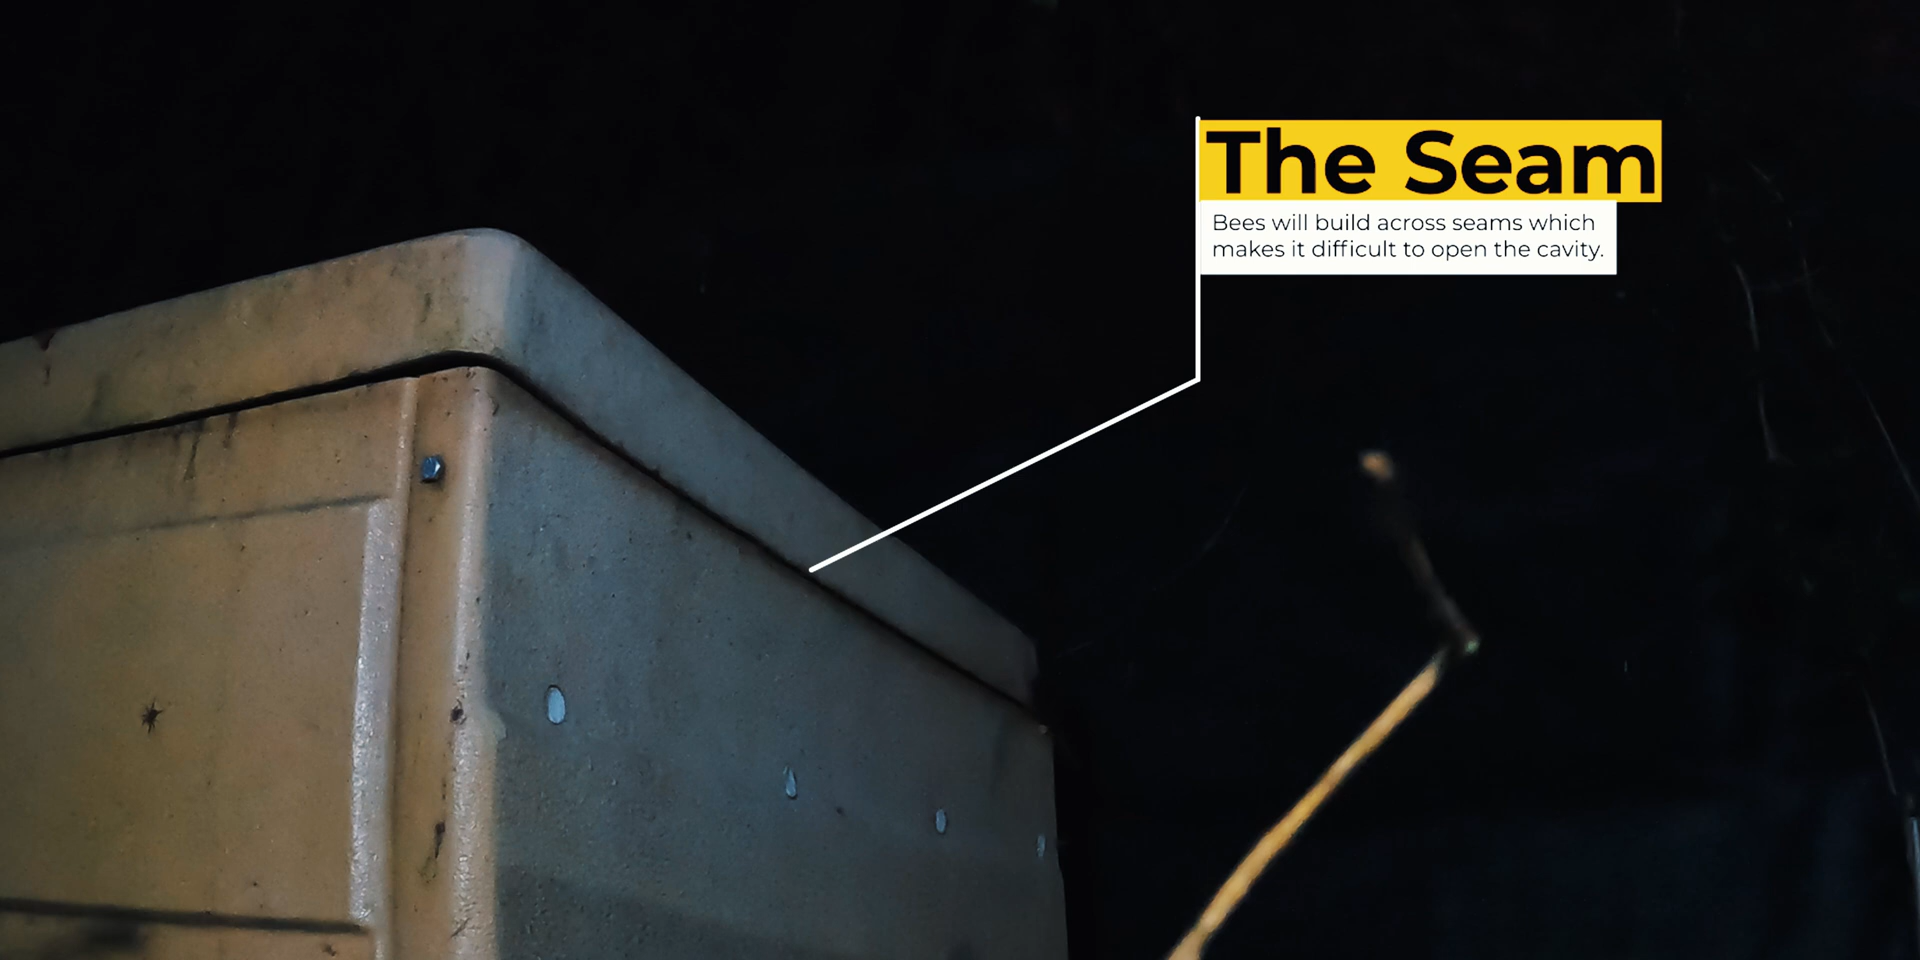 The Seam
Bees will build across seams which
makes it difficult to open the cavity.